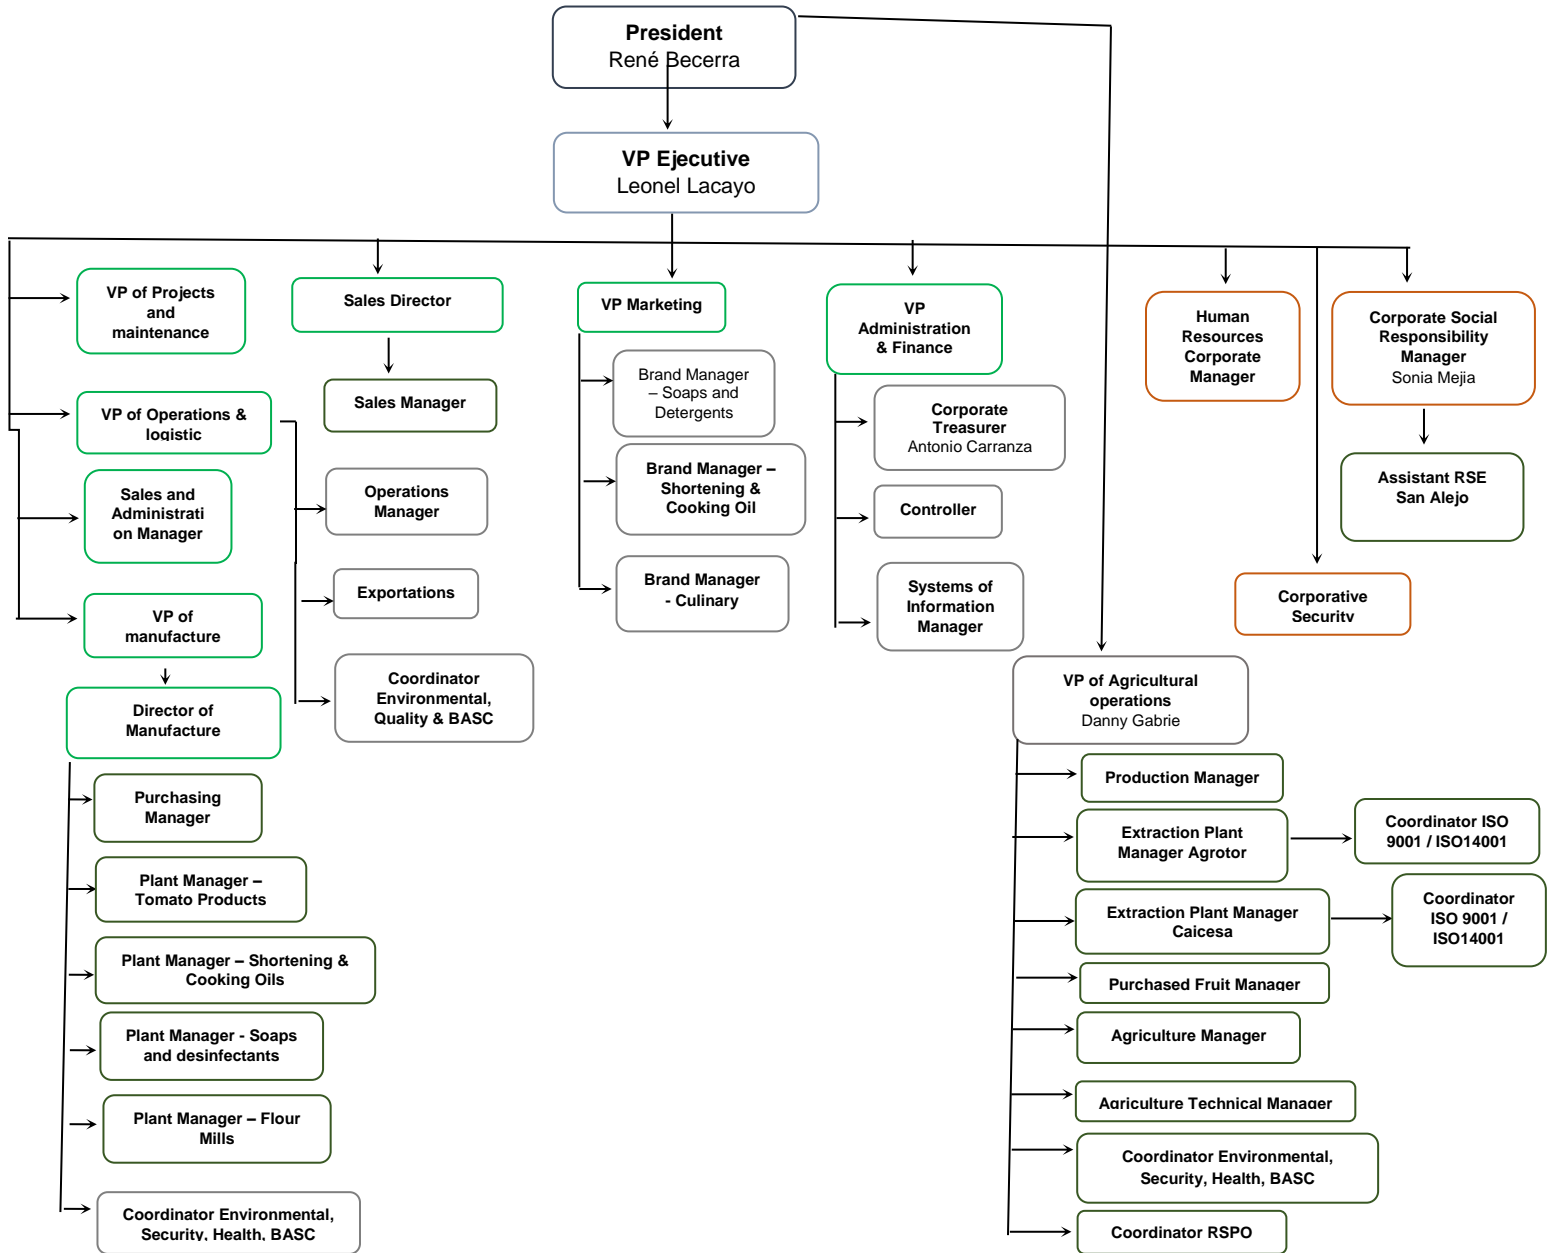 President
René Becerra
VP Ejecutive
Leonel Lacayo
VP of Projects
and
maintenance
Sales Director
VP Marketing
VP
Administration
& Finance
Human
Resources
Corporate
Manager
Corporate Social
Responsibility
Manager
Sonia Mejia
VP of Operations &
logistic
Sales Manager
Brand Manager
– Soaps and
Detergents
Corporate
Treasurer
Antonio Carranza
Assistant RSE
San Alejo
Sales and
Administrati
on Manager
Operations
Manager
Brand Manager –
Shortening &
Cooking Oil
Controller
Exportations
Brand Manager
- Culinary
Systems of
Information
Manager
Corporative
Security
VP of
manufacture
Coordinator
Environmental,
Quality & BASC
VP of Agricultural
operations
Danny Gabrie
Director of
Manufacture
Purchasing
Manager
Plant Manager –
Tomato Products
Plant Manager – Shortening &
Cooking Oils
Plant Manager - Soaps
and desinfectants
Plant Manager – Flour
Mills
Coordinator Environmental,
Security, Health, BASC
Production Manager
Extraction Plant
Manager Agrotor
Coordinator ISO
9001 / ISO14001
Extraction Plant Manager
Caicesa
Coordinator
ISO 9001 /
ISO14001
Purchased Fruit Manager
Agriculture Manager
Agriculture Technical Manager
Coordinator Environmental,
Security, Health, BASC
Coordinator RSPO